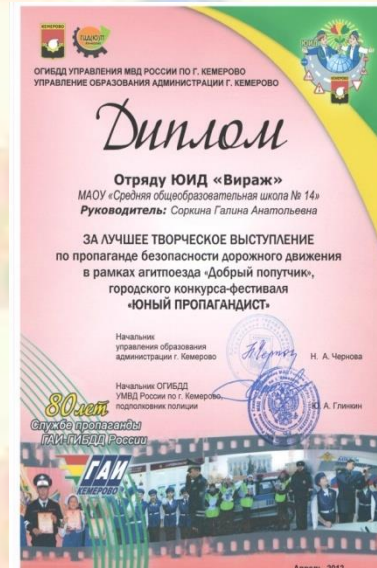 КЕМЕРОВО
ЮИД
ОГИБДД УПРАВЛЕНИЯ МВД РОССИИ ПО Г. КЕМЕРОВО
УПРАВЛЕНИЕ ОБРАЗОВАНИЯ АДМИНИСТРАЦИИ Г. КЕМЕРОВО
Диплом
Отряду ЮИД «Вираж»
МАОУ «Средняя общеобразовательная школа № 14»
Руководитель: Соркина Галина Анатольевна
ЗА ЛУЧШЕЕ ТВОРЧЕСКОЕ ВЫСТУПЛЕНИЕ
по пропаганде безопасности дорожного движения
в рамках агитпоезда «Добрый попутчик»,
городского конкурса-фестиваля
«ЮНЫЙ ПРОПАГАНДИСТ»
Начальник
управления образования
администрации г. Кемерово
Н. А. Чернова
Начальник ОГИБДД
УМВД России по г. Кемерово,
подполковник полиции
Ю. А. Глинкин
80 лет
Службе пропаганды
ГАИ-ГИБДД России
ГАИ
КЕМЕРОВО